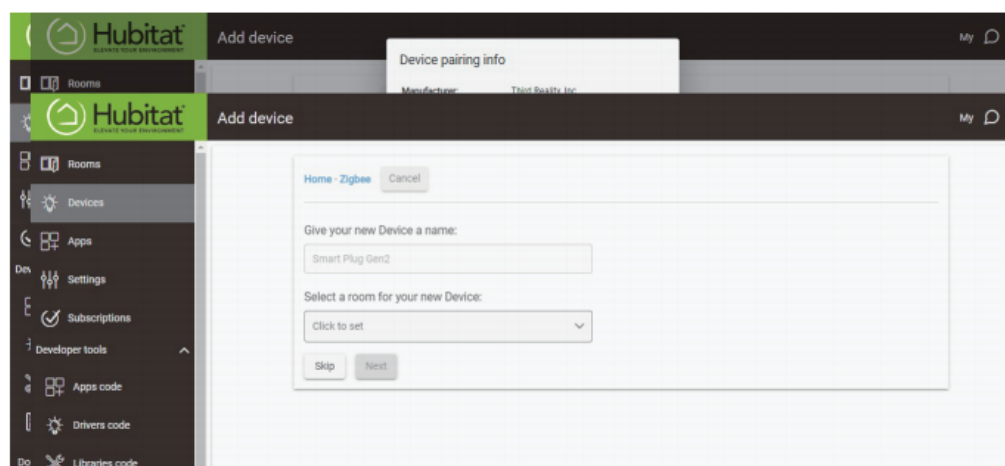 Hubitat
ELEVATE YOUR ENVIRONMENT
Add device
My
Device pairing info
Rooms
Manufacturer: Third Reality, Inc
Hubitat
ELEVATE YOUR ENVIRONMENT
Add device
My
Rooms
Home - Zigbee Cancel
Devices
Apps
Give your new Device a name:
Smart Plug Gen2
Dev
Settings
Select a room for your new Device:
Subscriptions
Click to set
Developer tools
Skip Next
Apps code
Drivers code
Do
Libraries code